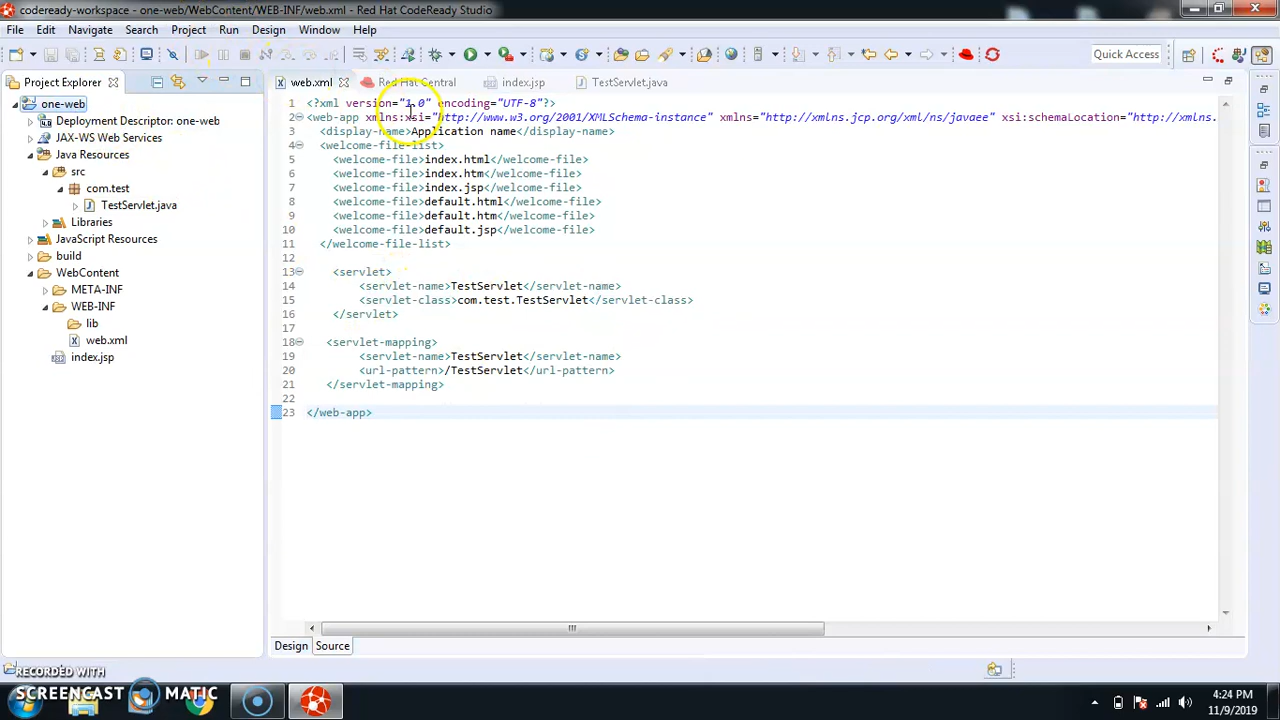 codeready-workspace - one-web/WebContent/WEB-INF/web.xml - Red Hat CodeReady Studio
File Edit Navigate Search Project Run Design Window Help
Quick Access
Project Explorer
web.xml Red Hat Central index.jsp TestServlet.java
one-web
Deployment Descriptor: one-web
JAX-WS Web Services
Java Resources
src
com.test
TestServlet.java
Libraries
JavaScript Resources
build
WebContent
META-INF
WEB-INF
lib
web.xml
index.jsp
1 <?xml version="1.0" encoding="UTF-8"?>
2 <web-app xmlns:xsi="http://www.w3.org/2001/XMLSchema-instance" xmlns="http://xmlns.jcp.org/xml/ns/javaee" xsi:schemaLocation="http://xmlns.
3 <display-name>Application name</display-name>
4 <welcome-file-list>
5 <welcome-file>index.html</welcome-file>
6 <welcome-file>index.htm</welcome-file>
7 <welcome-file>index.jsp</welcome-file>
8 <welcome-file>default.html</welcome-file>
9 <welcome-file>default.htm</welcome-file>
10 <welcome-file>default.jsp</welcome-file>
11 </welcome-file-list>
12
13 <servlet>
14 <servlet-name>TestServlet</servlet-name>
15 <servlet-class>com.test.TestServlet</servlet-class>
16 </servlet>
17
18 <servlet-mapping>
19 <servlet-name>TestServlet</servlet-name>
20 <url-pattern>/TestServlet</url-pattern>
21 </servlet-mapping>
22
23 </web-app>
Design Source
RECORDED WITH
SCREENCAST MATIC
4:24 PM
11/9/2019